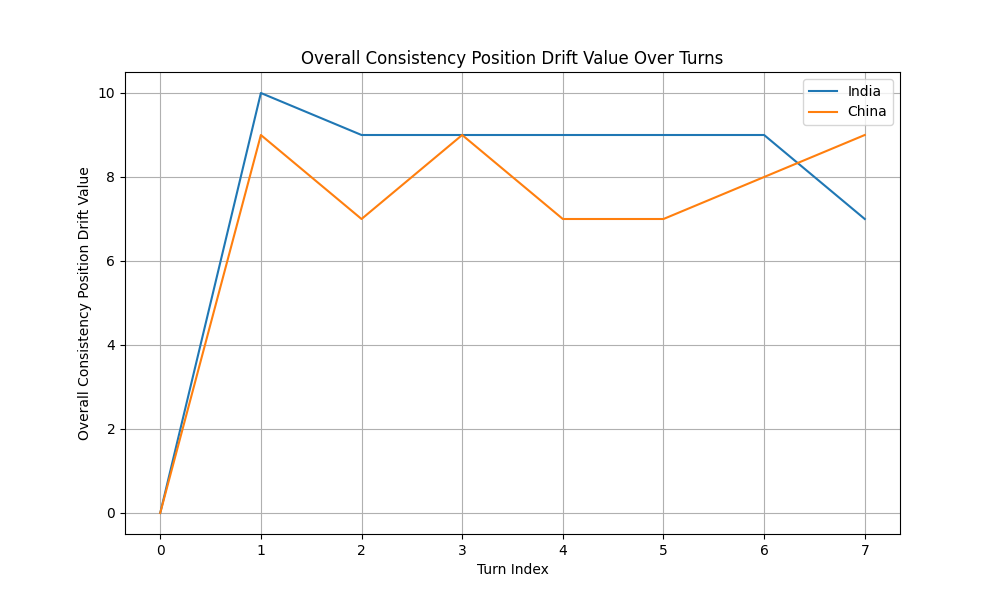 Overall Consistency Position Drift Value Over Turns
India
China
Overall Consistency Position Drift Value
10
8
6
4
2
0
0 1 2 3 4 5 6 7
Turn Index